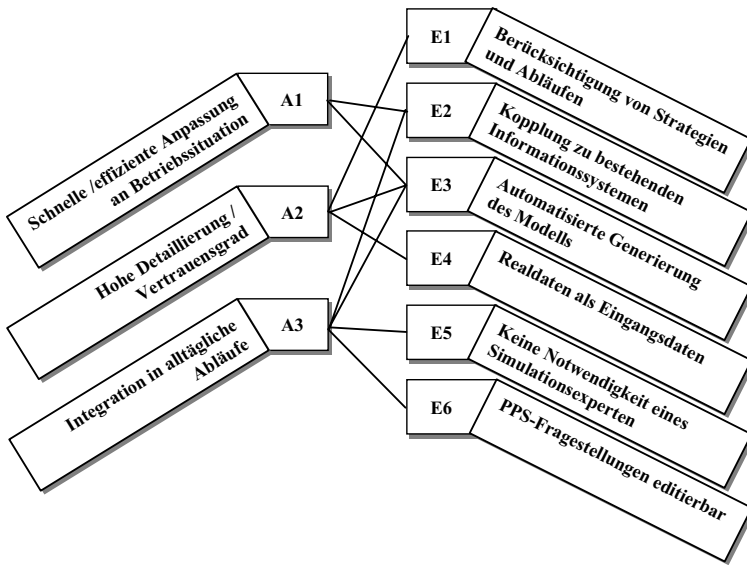 A1
Schnelle /effiziente Anpassung
an Betriebssituation
A2
Hohe Detaillierung /
Vertrauensgrad
A3
Integration in alltägliche
Abläufe
E1
Berücksichtigung von Strategien
und Abläufen
E2
Kopplung zu bestehenden
Informationssystemen
E3
Automatisierte Generierung
des Modells
E4
Realdaten als Eingangsdaten
E5
Keine Notwendigkeit eines
Simulationsexperten
E6
PPS-Fragestellungen editierbar